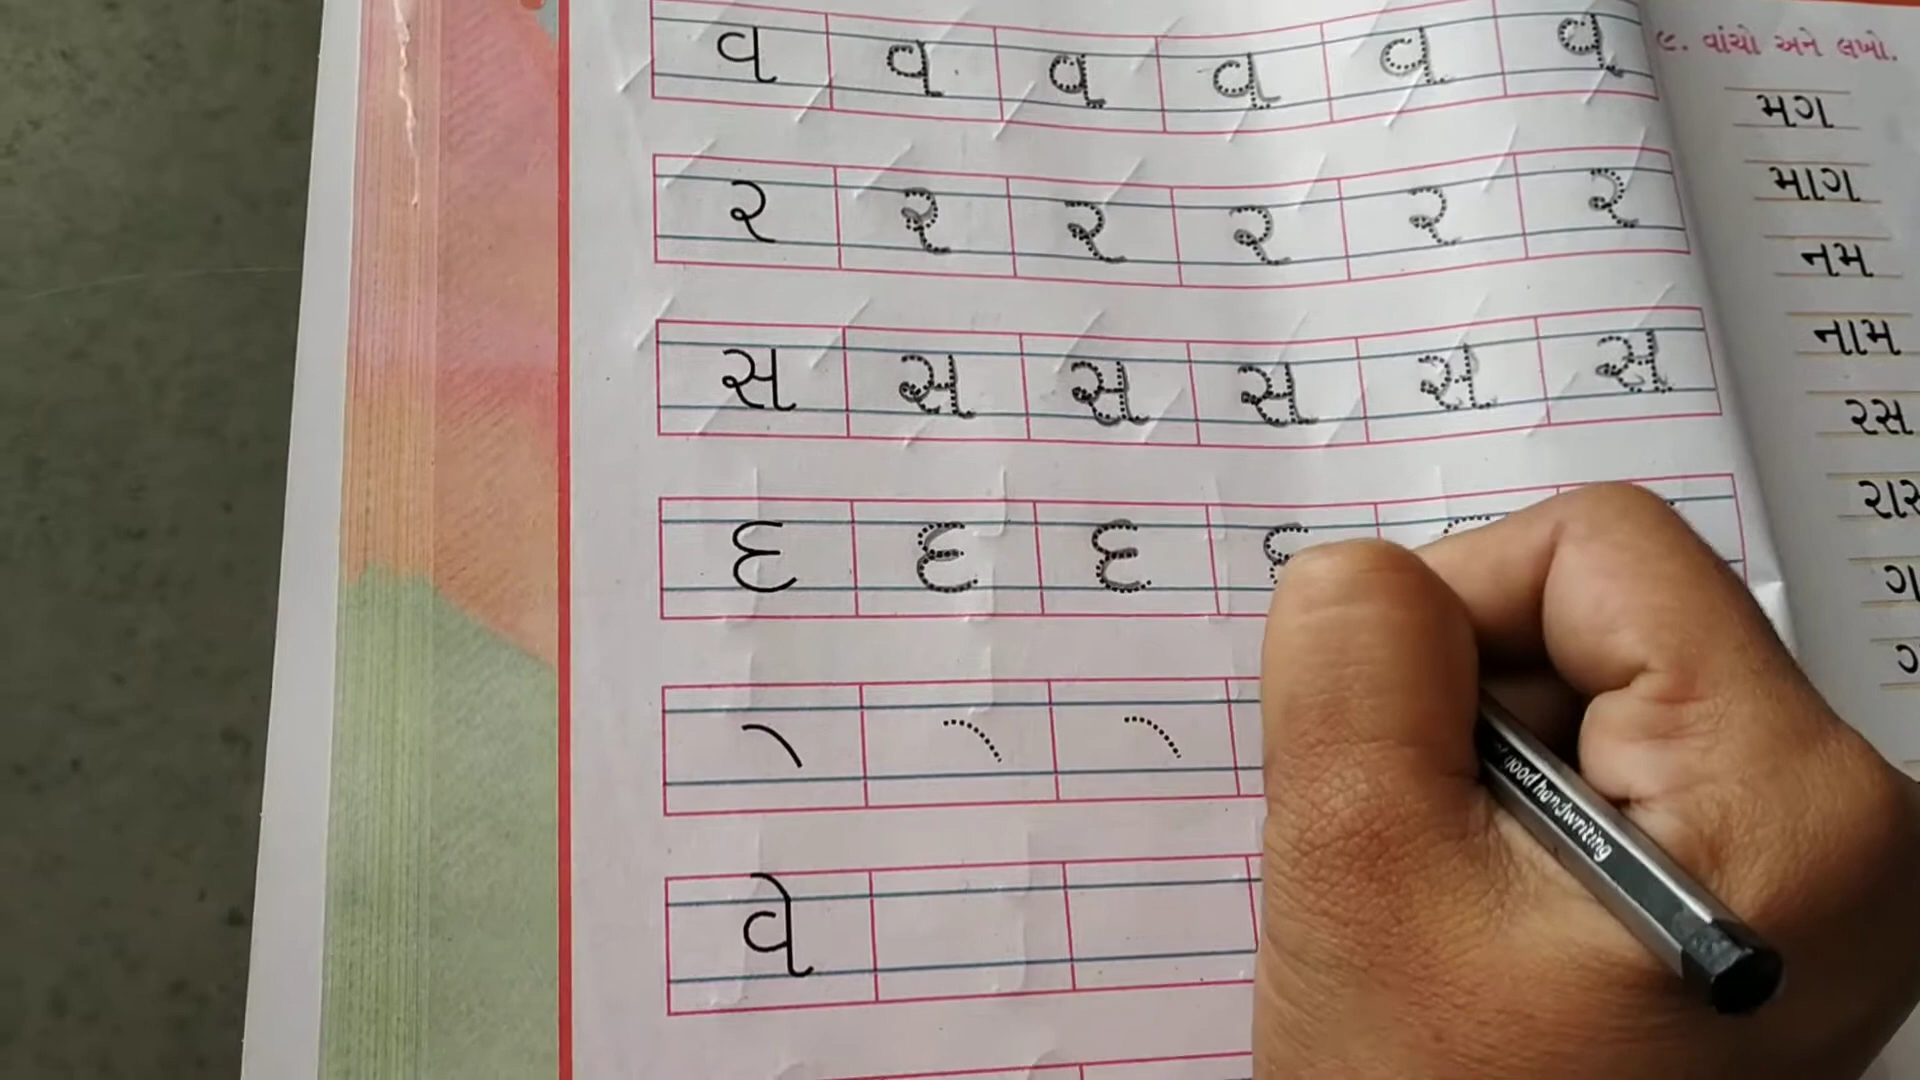 વ વ વ વ વ વ
ર ર ર ર ર ર
સ સ સ સ સ સ
દ દ દ દ
ે ે ે
વે
૯. વાંચો અને લખો.
મગ
માગ
નમ
નામ
રસ
good handwriting